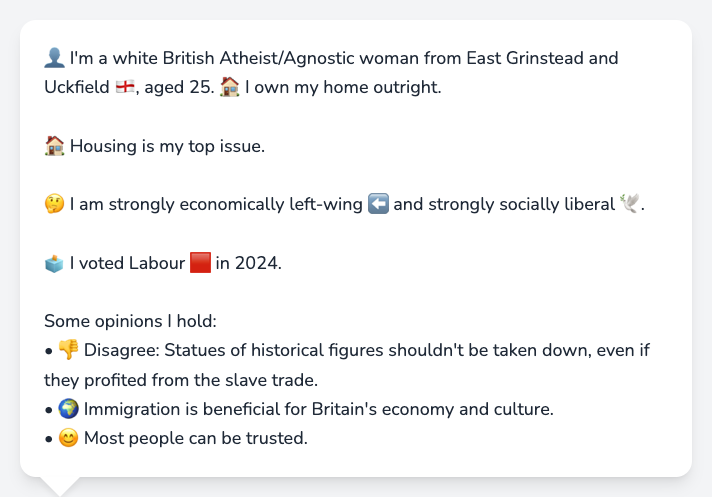 👤 I'm a white British Atheist/Agnostic woman from East Grinstead and
Uckfield 🏴󠁧󠁢󠁥󠁮󠁧󠁿, aged 25. 🏠 I own my home outright.
🏠 Housing is my top issue.
🤔 I am strongly economically left-wing ⬅️ and strongly socially liberal 🕊️.
🗳️ I voted Labour 🟥 in 2024.
Some opinions I hold:
• 👎 Disagree: Statues of historical figures shouldn't be taken down, even if
they profited from the slave trade.
• 🌍 Immigration is beneficial for Britain's economy and culture.
• 😊 Most people can be trusted.